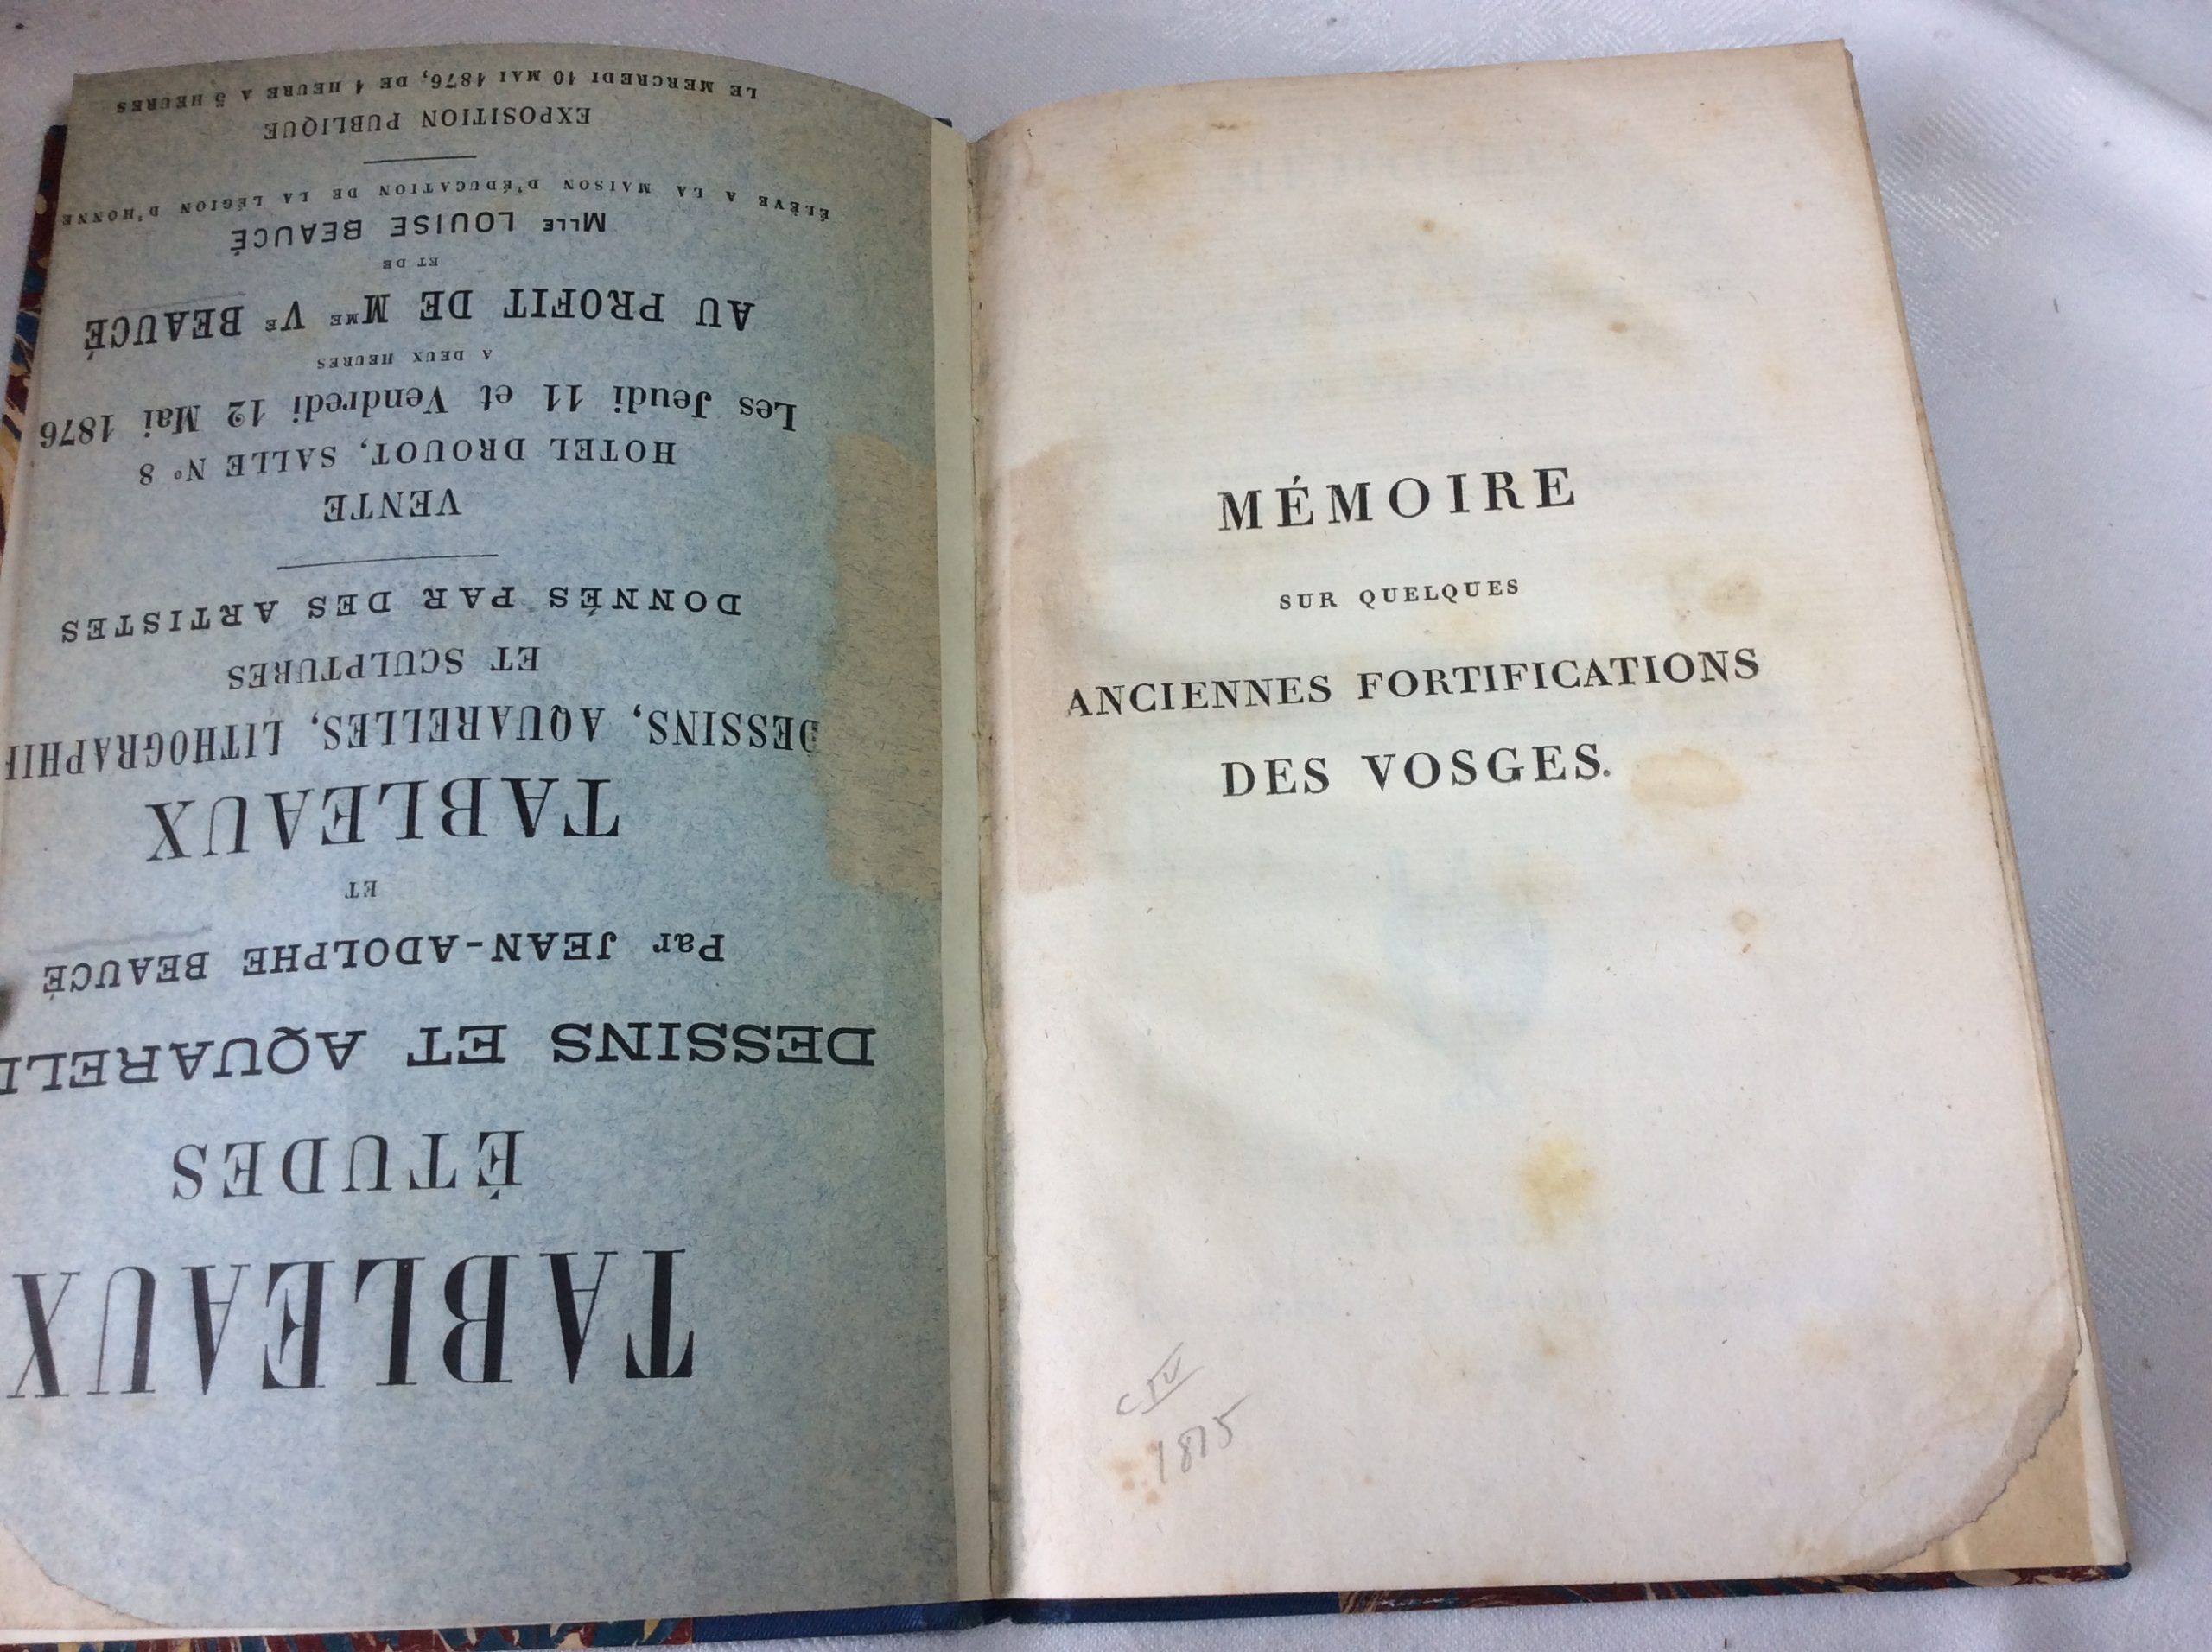 TABLEAUX
ÉTUDES
DESSINS ET AQUARELL
Par JEAN-ADOLPHE BEAUCÉ
ET
TABLEAUX
DESSINS, AQUARELLES, LITHOGRAPHI
ET SCULPTURES
DONNÉS PAR DES ARTISTES
VENTE
HOTEL DROUOT, SALLE N° 8
Les Jeudi 11 et Vendredi 12 Mai 1876
A DEUX HEURES
AU PROFIT DE MME VE BEAUCÉ
ET DE
MLLE LOUISE BEAUCÉ
ÉLÈVE A LA MAISON D'ÉDUCATION DE LA LÉGION D'HONNE
EXPOSITION PUBLIQUE
LE MERCREDI 10 MAI 1876, DE 1 HEURE A 5 HEURES
MÉMOIRE
SUR QUELQUES
ANCIENNES FORTIFICATIONS
DES VOSGES.
CIV
1815